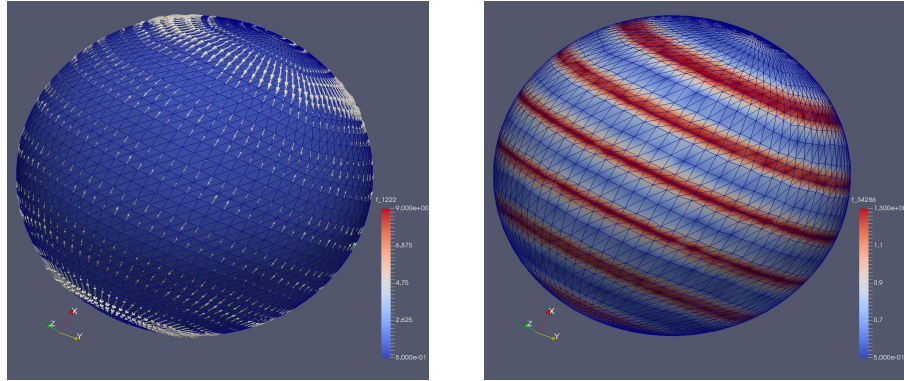 f_1222
9,000e+00
6,675
4,75
2,625
5,000e-01
X
Z
Y
f_34286
1,300e+00
1,1
0,9
0,7
5,000e-01
X
Z
Y